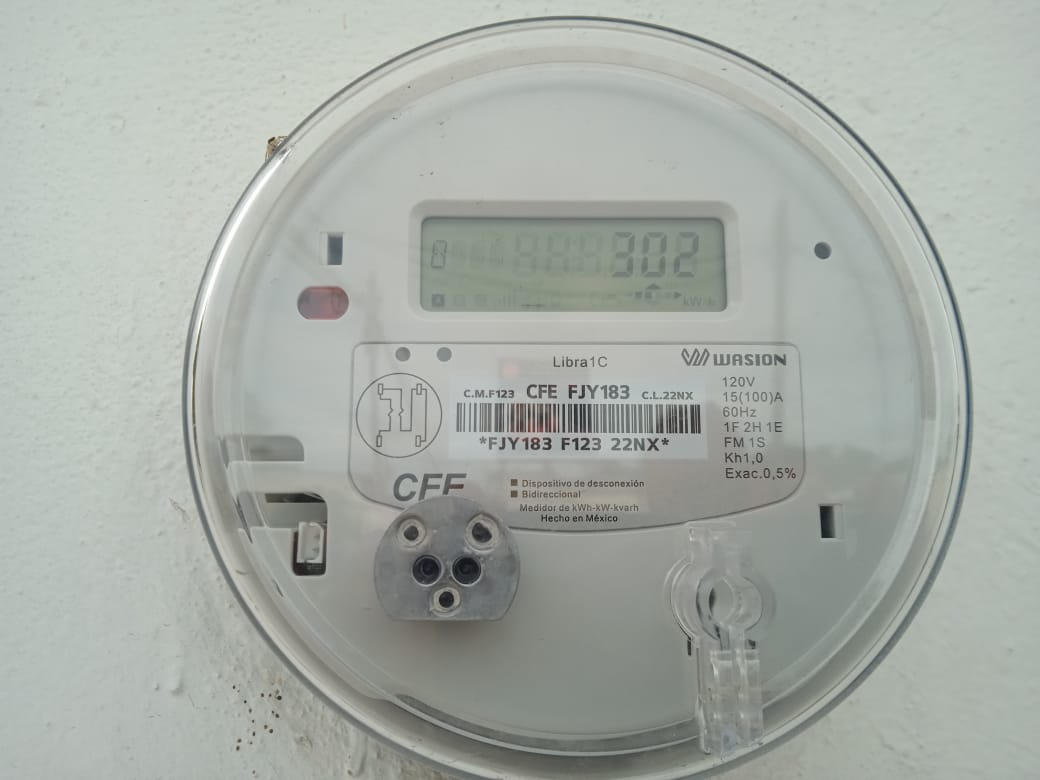 0 302
kWh
Libra1C
WASION
C.M.F123 CFE FJY183 C.L.22NX
*FJY183 F123 22NX*
120V
15(100)A
60Hz
1F 2H 1E
FM 1S
Kh1,0
Exac.0,5%
CFE
Dispositivo de desconexión
Bidireccional
Medidor de kWh-kW-kvarh
Hecho en México